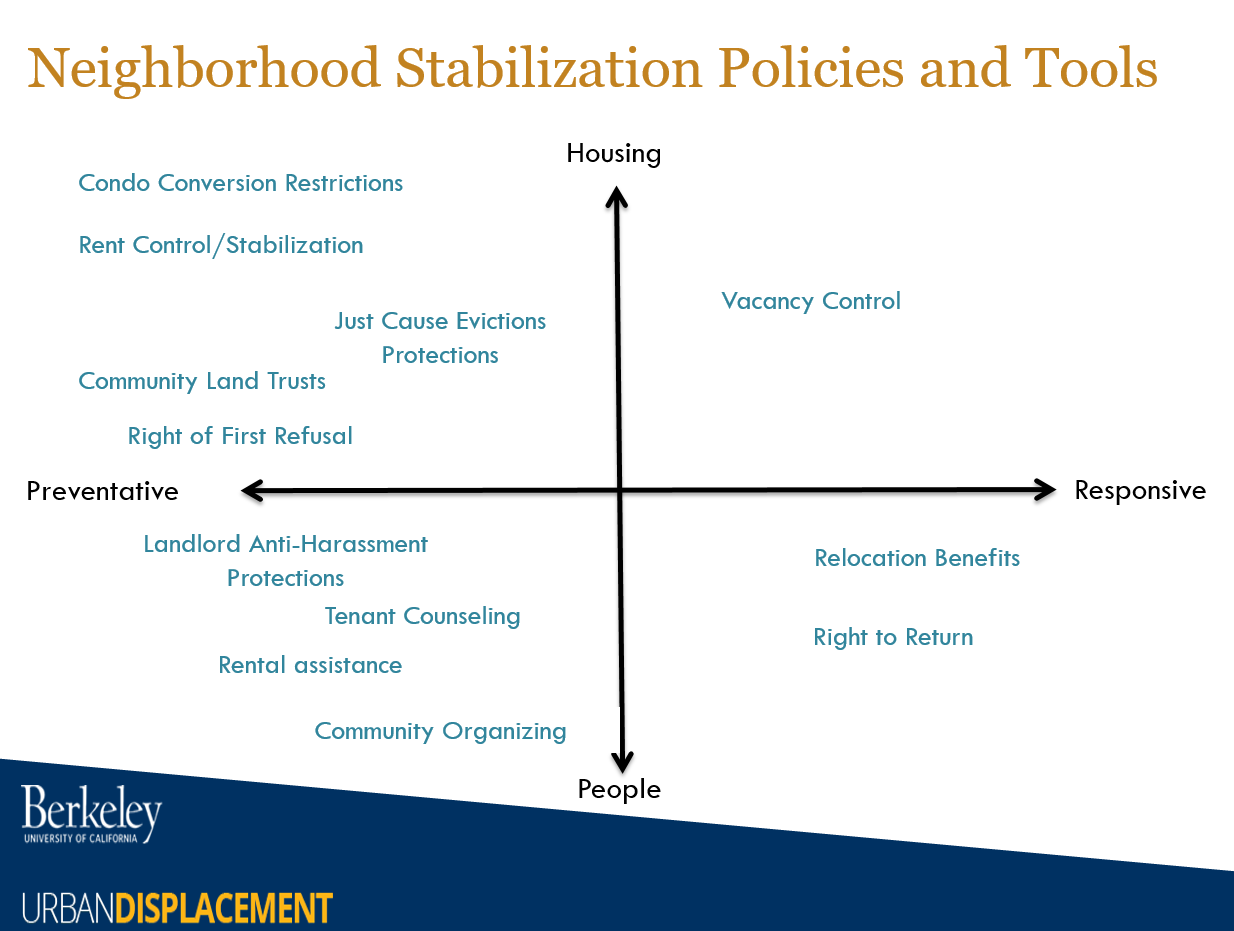 Neighborhood Stabilization Policies and Tools
Housing
Condo Conversion Restrictions
Rent Control/Stabilization
Vacancy Control
Just Cause Evictions
Protections
Community Land Trusts
Right of First Refusal
Preventative
Responsive
Landlord Anti-Harassment
Protections
Relocation Benefits
Tenant Counseling
Right to Return
Rental assistance
Community Organizing
People
Berkeley
UNIVERSITY OF CALIFORNIA
URBANDISPLACEMENT